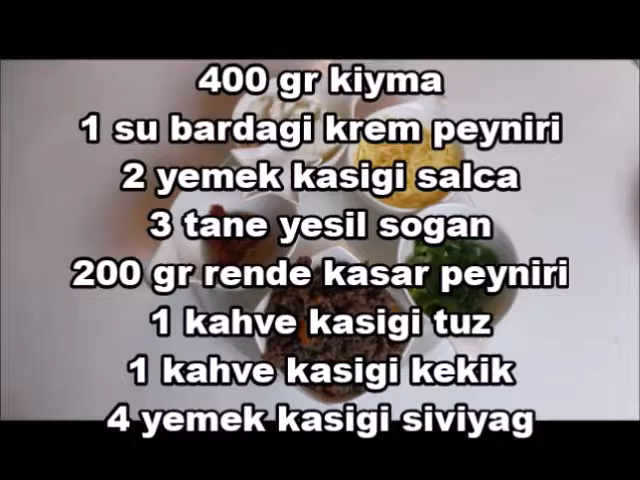 400 gr kiyma
1 su bardagi krem peyniri
2 yemek kasigi salca
3 tane yesil sogan
200 gr rende kasar peyniri
1 kahve kasigi tuz
1 kahve kasigi kekik
4 yemek kasigi siviyag